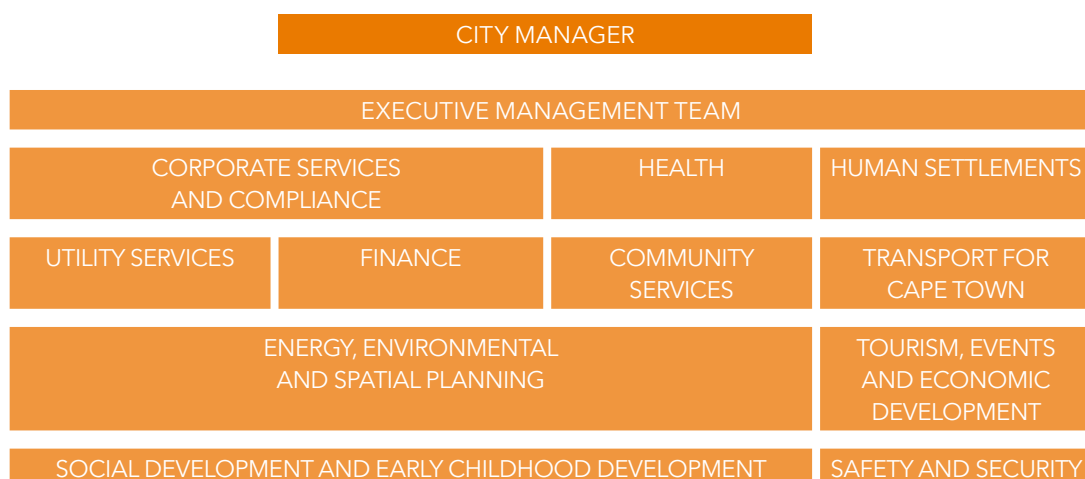 CITY MANAGER
EXECUTIVE MANAGEMENT TEAM
CORPORATE SERVICES
AND COMPLIANCE
HEALTH
HUMAN SETTLEMENTS
UTILITY SERVICES
FINANCE
COMMUNITY
SERVICES
TRANSPORT FOR
CAPE TOWN
ENERGY, ENVIRONMENTAL
AND SPATIAL PLANNING
TOURISM, EVENTS
AND ECONOMIC
DEVELOPMENT
SOCIAL DEVELOPMENT AND EARLY CHILDHOOD DEVELOPMENT
SAFETY AND SECURITY